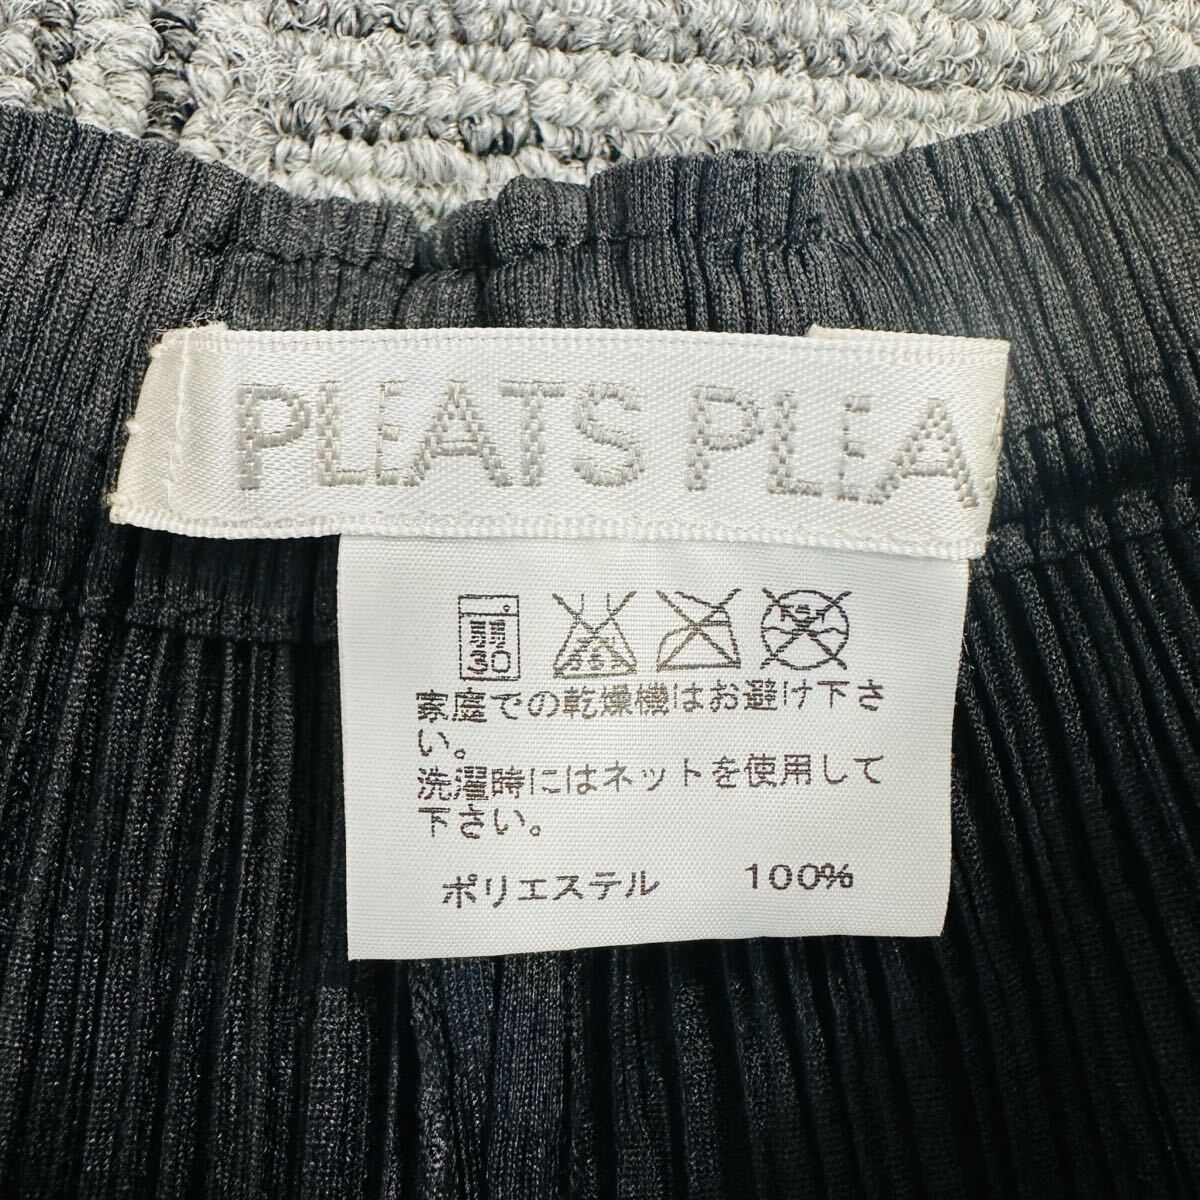 PLEATS PLEA
30
家庭での乾燥機はお避け下さ
い。
洗濯時にはネットを使用して
下さい。
ポリエステル 100%